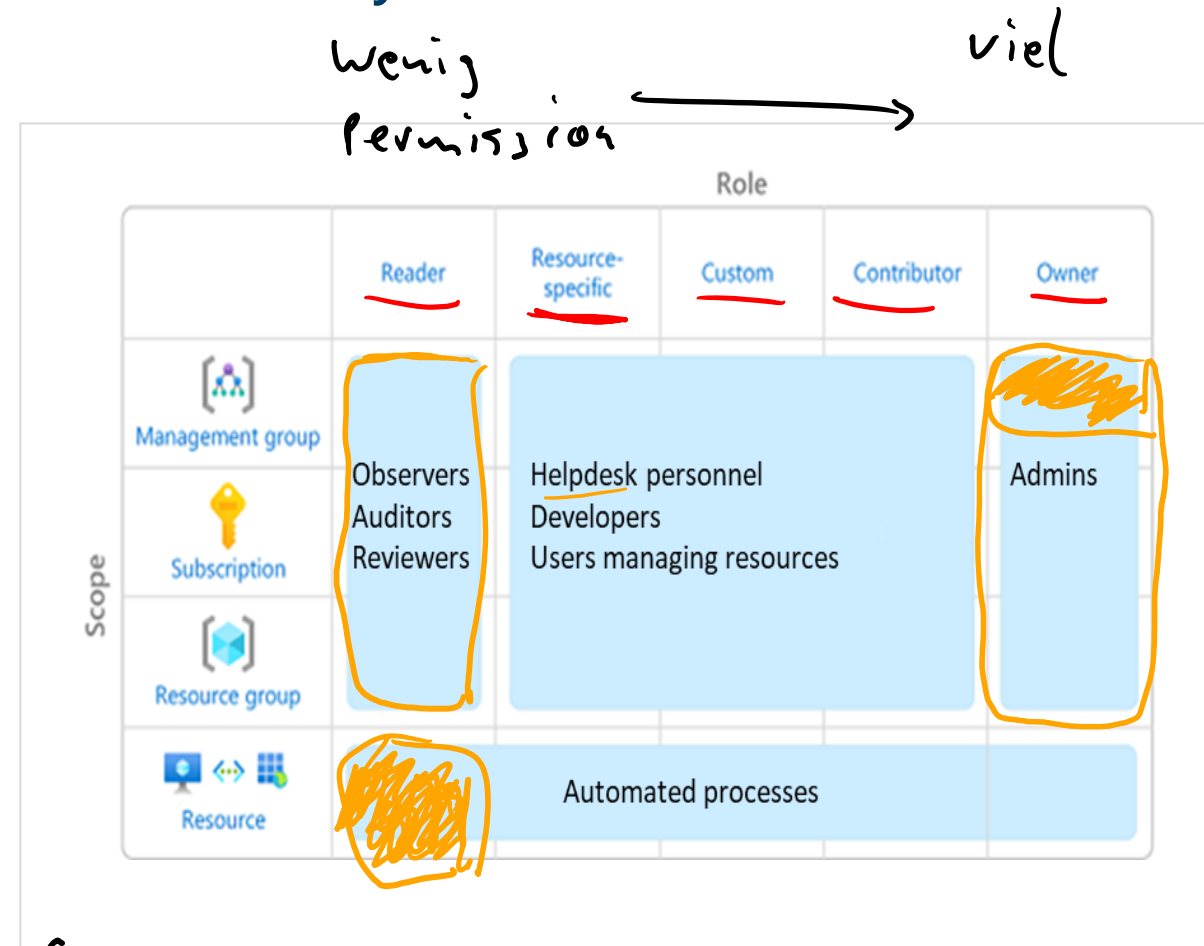 wenig
viel
Permission
Role
Reader
Resource-
specific
Custom
Contributor
Owner
Scope
Management group
Subscription
Resource group
Resource
Observers
Auditors
Reviewers
Helpdesk personnel
Developers
Users managing resources
Admins
Automated processes